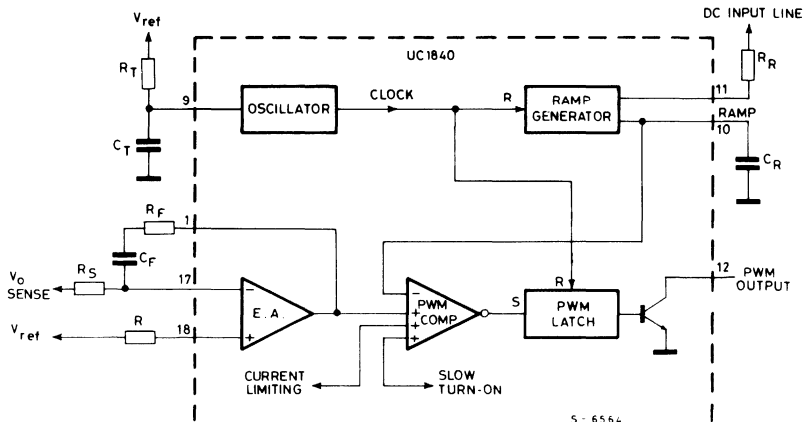 DC INPUT LINE
Vref
UC1840
RT
RR
9
OSCILLATOR
CLOCK
R
RAMP
GENERATOR
11
RAMP
10
CT
CR
RF
1
CF
R
12
PWM
OUTPUT
VO
SENSE
RS
17
-
E.A.
+
-
PWM
COMP
+
+
+
S
PWM
LATCH
Vref
R
18
CURRENT
LIMITING
SLOW
TURN-ON
S-6564